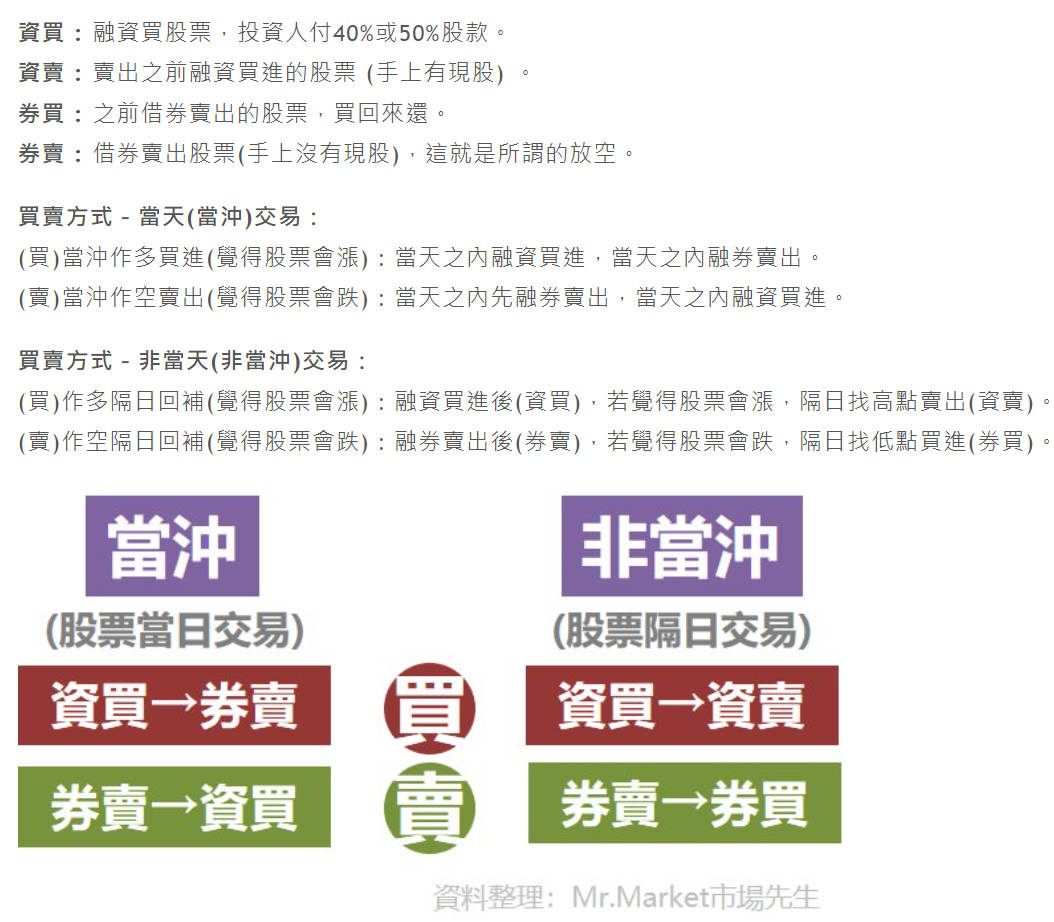 資買：融資買股票，投資人付40%或50%股款。
資賣：賣出之前融資買進的股票 (手上有現股) 。
券買：之前借券賣出的股票，買回來還。
券賣：借券賣出股票(手上沒有現股)，這就是所謂的放空。
買賣方式 - 當天(當沖)交易：
(買)當沖作多買進(覺得股票會漲)：當天之內融資買進，當天之內融券賣出。
(賣)當沖作空賣出(覺得股票會跌)：當天之內先融券賣出，當天之內融資買進。
買賣方式 - 非當天(非當沖)交易：
(買)作多隔日回補(覺得股票會漲)：融資買進後(資買)，若覺得股票會漲，隔日找高點賣出(資賣)。
(賣)作空隔日回補(覺得股票會跌)：融券賣出後(券賣)，若覺得股票會跌，隔日找低點買進(券買)。
當沖 非當沖
(股票當日交易) (股票隔日交易)
資買→券賣 買 資買→資賣
券賣→資買 賣 券賣→券買
資料整理：Mr.Market市場先生